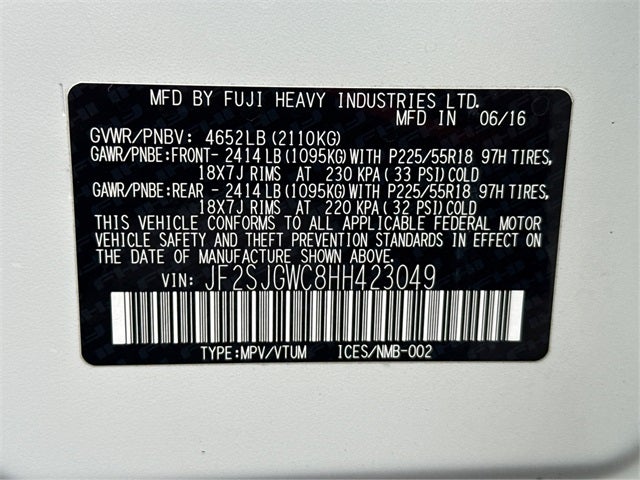 MFD BY FUJI HEAVY INDUSTRIES LTD.
MFD IN 06/16
GVWR/PNBV: 4652LB(2110KG)
GAWR/PNBE:FRONT- 2414LB(1095KG)WITH P225/55R18 97H TIRES,
18X7J RIMS AT 230 KPA(33 PSI)COLD
GAWR/PNBE:REAR - 2414LB(1095KG)WITH P225/55R18 97H TIRES,
18X7J RIMS AT 220 KPA(32 PSI)COLD
THIS VEHICLE CONFORMS TO ALL APPLICABLE FEDERAL MOTOR
VEHICLE SAFETY AND THEFT PREVENTION STANDARDS IN EFFECT ON
THE DATE OF MANUFACTURE SHOWN ABOVE.
VIN: JF2SJGWC8HH423049
TYPE:MPV/VTUM ICES/NMB-002